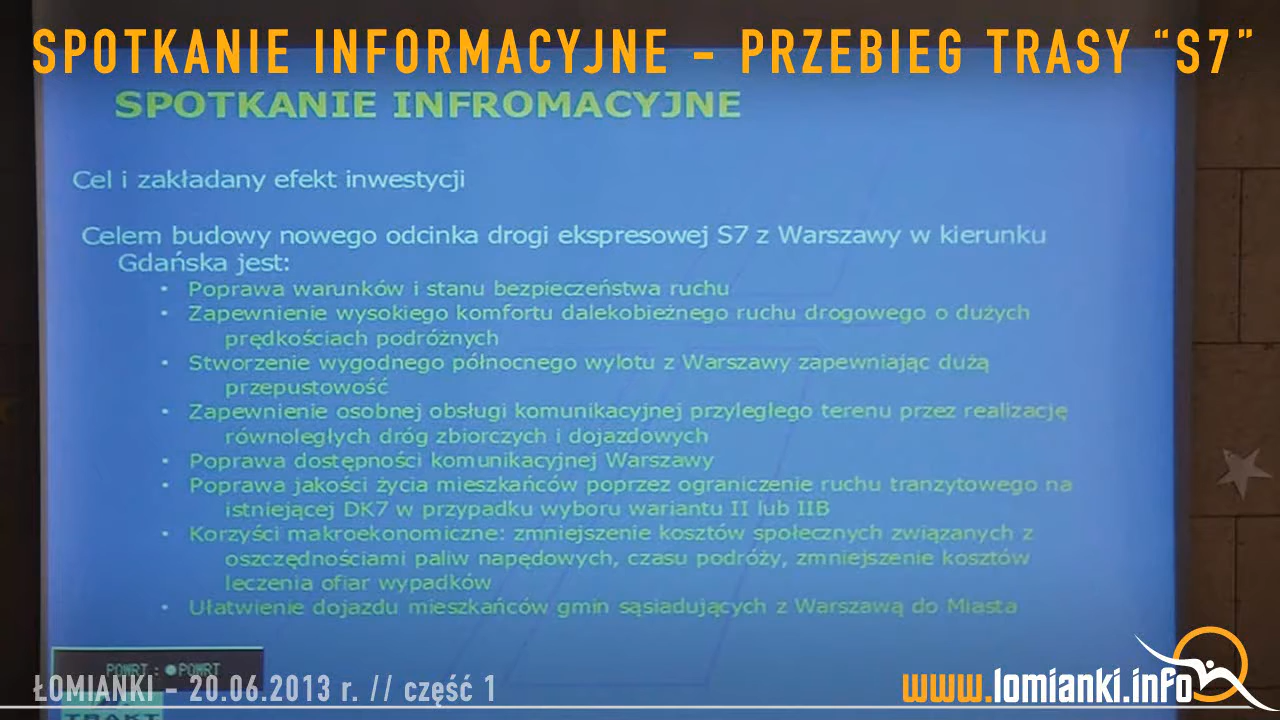 SPOTKANIE INFORMACYJNE - PRZEBIEG TRASY “S7”
SPOTKANIE INFROMACYJNE
Cel i zakładany efekt inwestycji
Celem budowy nowego odcinka drogi ekspresowej S7 z Warszawy w kierunku
Gdańska jest:
• Poprawa warunków i stanu bezpieczeństwa ruchu
• Zapewnienie wysokiego komfortu dalekobieżnego ruchu drogowego o dużych
prędkościach podróżnych
• Stworzenie wygodnego północnego wylotu z Warszawy zapewniając dużą
przepustowość
• Zapewnienie osobnej obsługi komunikacyjnej przyległego terenu przez realizację
równoległych dróg zbiorczych i dojazdowych
• Poprawa dostępności komunikacyjnej Warszawy
• Poprawa jakości życia mieszkańców poprzez ograniczenie ruchu tranzytowego na
istniejącej DK7 w przypadku wyboru wariantu II lub IIB
• Korzyści makroekonomiczne: zmniejszenie kosztów społecznych związanych z
oszczędnościami paliw napędowych, czasu podróży, zmniejszenie kosztów
leczenia ofiar wypadków
• Ułatwienie dojazdu mieszkańców gmin sąsiadujących z Warszawą do Miasta
POWRT : ●POWRT
ŁOMIANKI - 20.06.2013 r. // część 1
www.lomianki.info
TRAKT